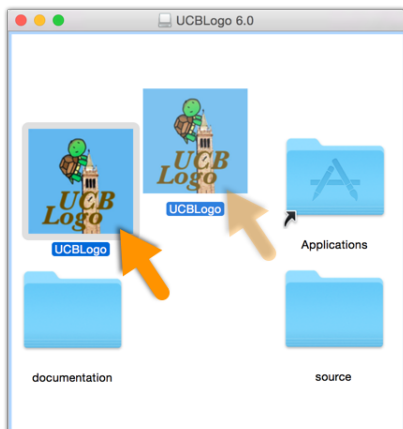 UCBLogo 6.0
UCB
Logo
UCBLogo
UCB
Logo
UCBLogo
Applications
documentation
source